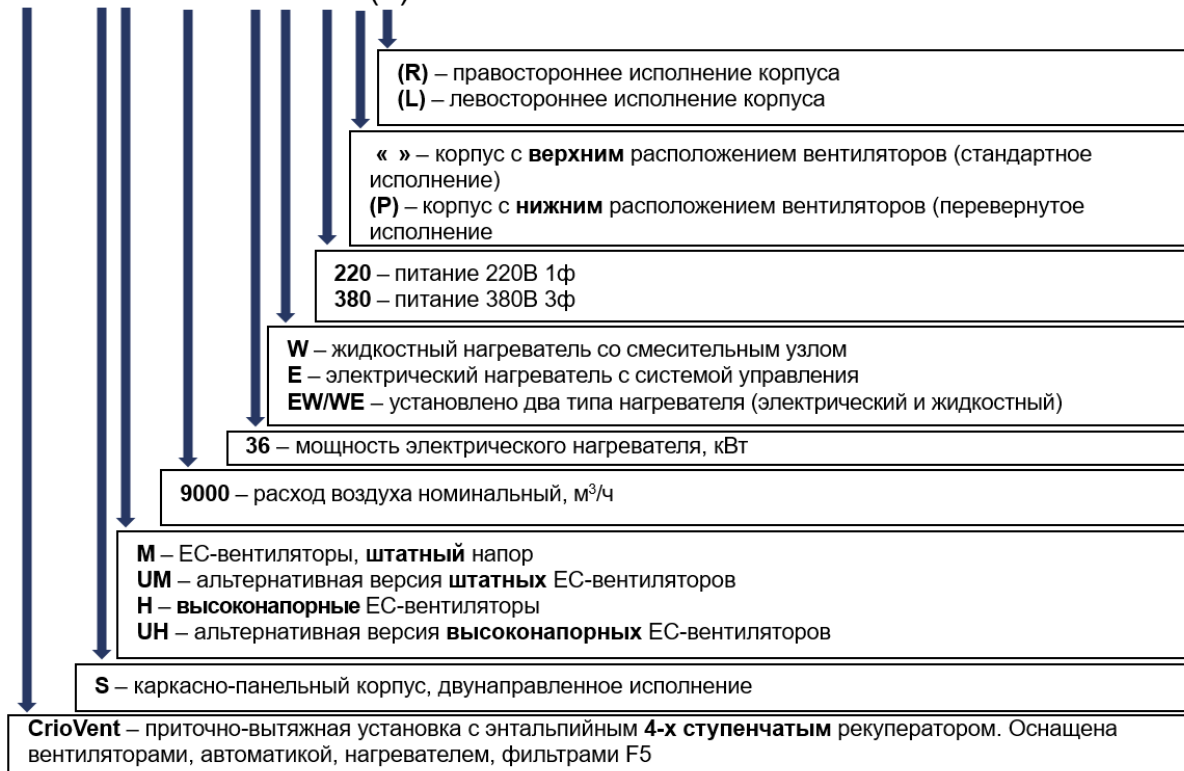 (R) – правостороннее исполнение корпуса
(L) – левостороннее исполнение корпуса
« » – корпус с верхним расположением вентиляторов (стандартное
исполнение)
(P) – корпус с нижним расположением вентиляторов (перевернутое
исполнение
220 – питание 220В 1ф
380 – питание 380В 3ф
W – жидкостный нагреватель со смесительным узлом
E – электрический нагреватель с системой управления
EW/WE – установлено два типа нагревателя (электрический и жидкостный)
36 – мощность электрического нагревателя, кВт
9000 – расход воздуха номинальный, м³/ч
M – ЕС-вентиляторы, штатный напор
UM – альтернативная версия штатных ЕС-вентиляторов
H – высоконапорные ЕС-вентиляторы
UH – альтернативная версия высоконапорных ЕС-вентиляторов
S – каркасно-панельный корпус, двунаправленное исполнение
CrioVent – приточно-вытяжная установка с энтальпийным 4-х ступенчатым рекуператором. Оснащена
вентиляторами, автоматикой, нагревателем, фильтрами F5